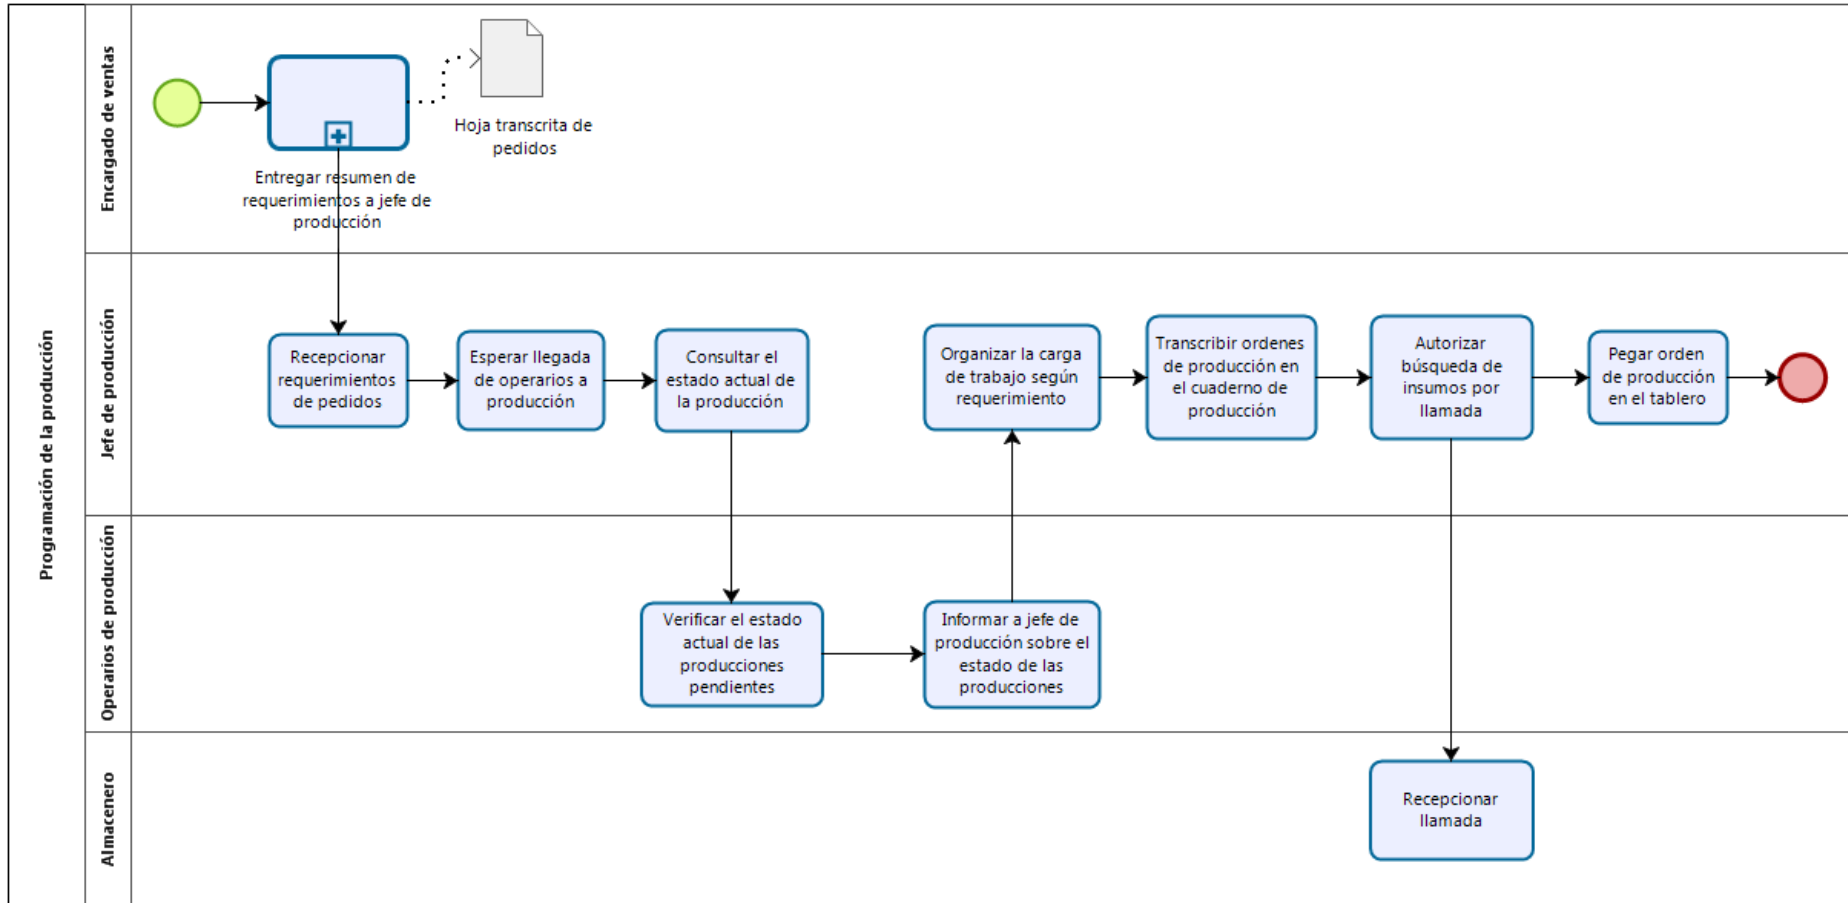 Programación de la producción
Encargado de ventas
Hoja transcrita de
pedidos
Entregar resumen de
requerimientos a jefe de
producción
Jefe de producción
Recepcionar
requerimientos
de pedidos
Esperar llegada
de operarios a
producción
Consultar el
estado actual de
la producción
Organizar la carga
de trabajo según
requerimiento
Transcribir ordenes
de producción en
el cuaderno de
producción
Autorizar
búsqueda de
insumos por
llamada
Pegar orden
de producción
en el tablero
Operarios de producción
Verificar el estado
actual de las
producciones
pendientes
Informar a jefe de
producción sobre el
estado de las
producciones
Almacenero
Recepcionar
llamada